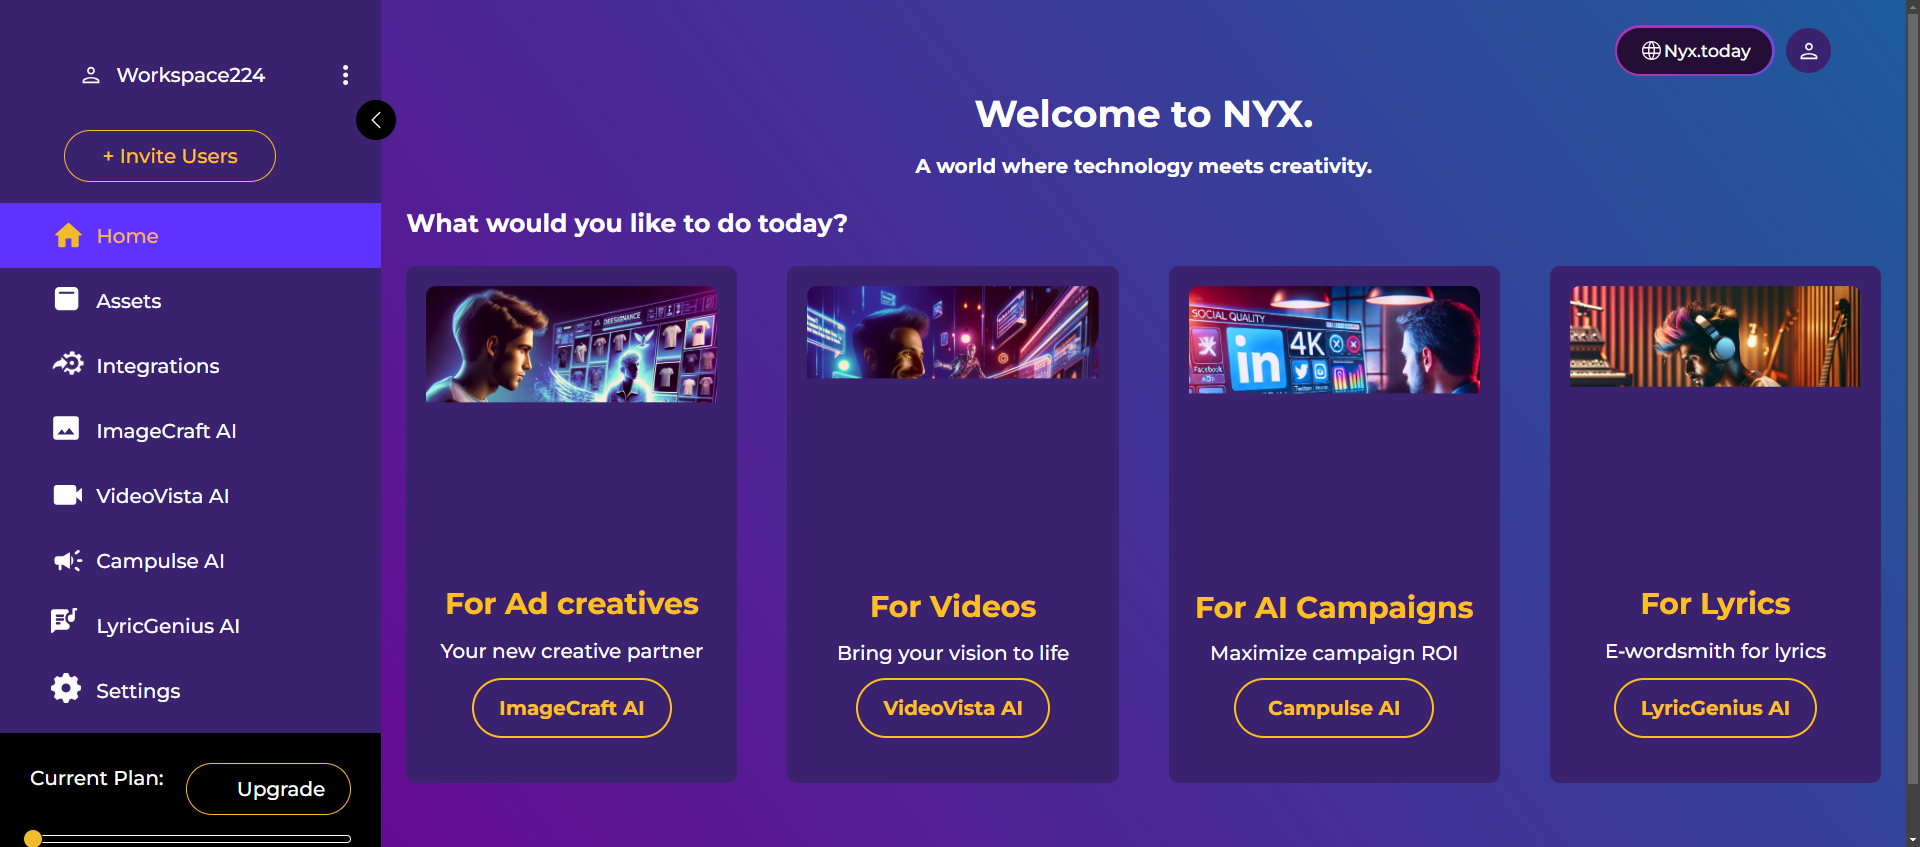 Workspace224
+ Invite Users
Home
Assets
Integrations
ImageCraft AI
VideoVista AI
Campulse AI
LyricGenius AI
Settings
Current Plan:
Upgrade
Nyx.today
Welcome to NYX.
A world where technology meets creativity.
What would you like to do today?
For Ad creatives
Your new creative partner
ImageCraft AI
For Videos
Bring your vision to life
VideoVista AI
SOCIAL QUALITY
in
4K
Facebook
For AI Campaigns
Maximize campaign ROI
Campulse AI
For Lyrics
E-wordsmith for lyrics
LyricGenius AI